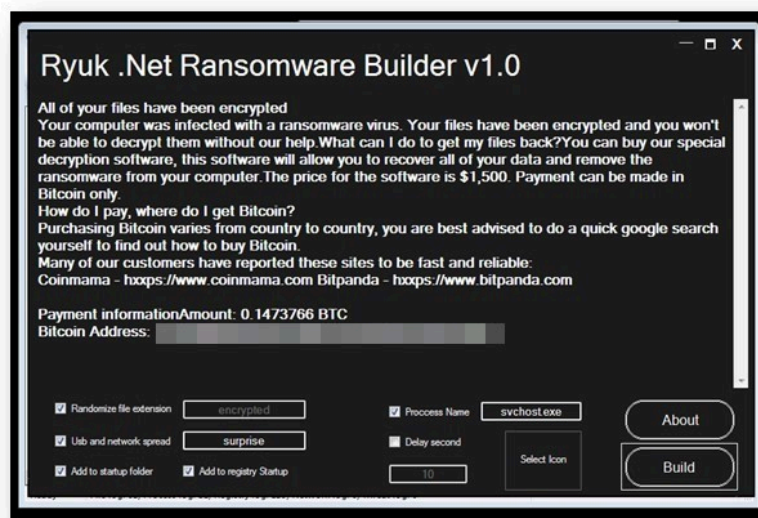 Ryuk .Net Ransomware Builder v1.0
X
All of your files have been encrypted
Your computer was infected with a ransomware virus. Your files have been encrypted and you won't
be able to decrypt them without our help.What can I do to get my files back?You can buy our special
decryption software, this software will allow you to recover all of your data and remove the
ransomware from your computer.The price for the software is $1,500. Payment can be made in
Bitcoin only.
How do I pay, where do I get Bitcoin?
Purchasing Bitcoin varies from country to country, you are best advised to do a quick google search
yourself to find out how to buy Bitcoin.
Many of our customers have reported these sites to be fast and reliable:
Coinmama - hxxps://www.coinmama.com Bitpanda - hxxps://www.bitpanda.com
Payment informationAmount: 0.1473766 BTC
Bitcoin Address:
Randomize file extension
encrypted
Proccess Name
svchost.exe
About
Usb and network spread
surprise
Delay second
Select Icon
Build
Add to startup folder
Add to registry Startup
10